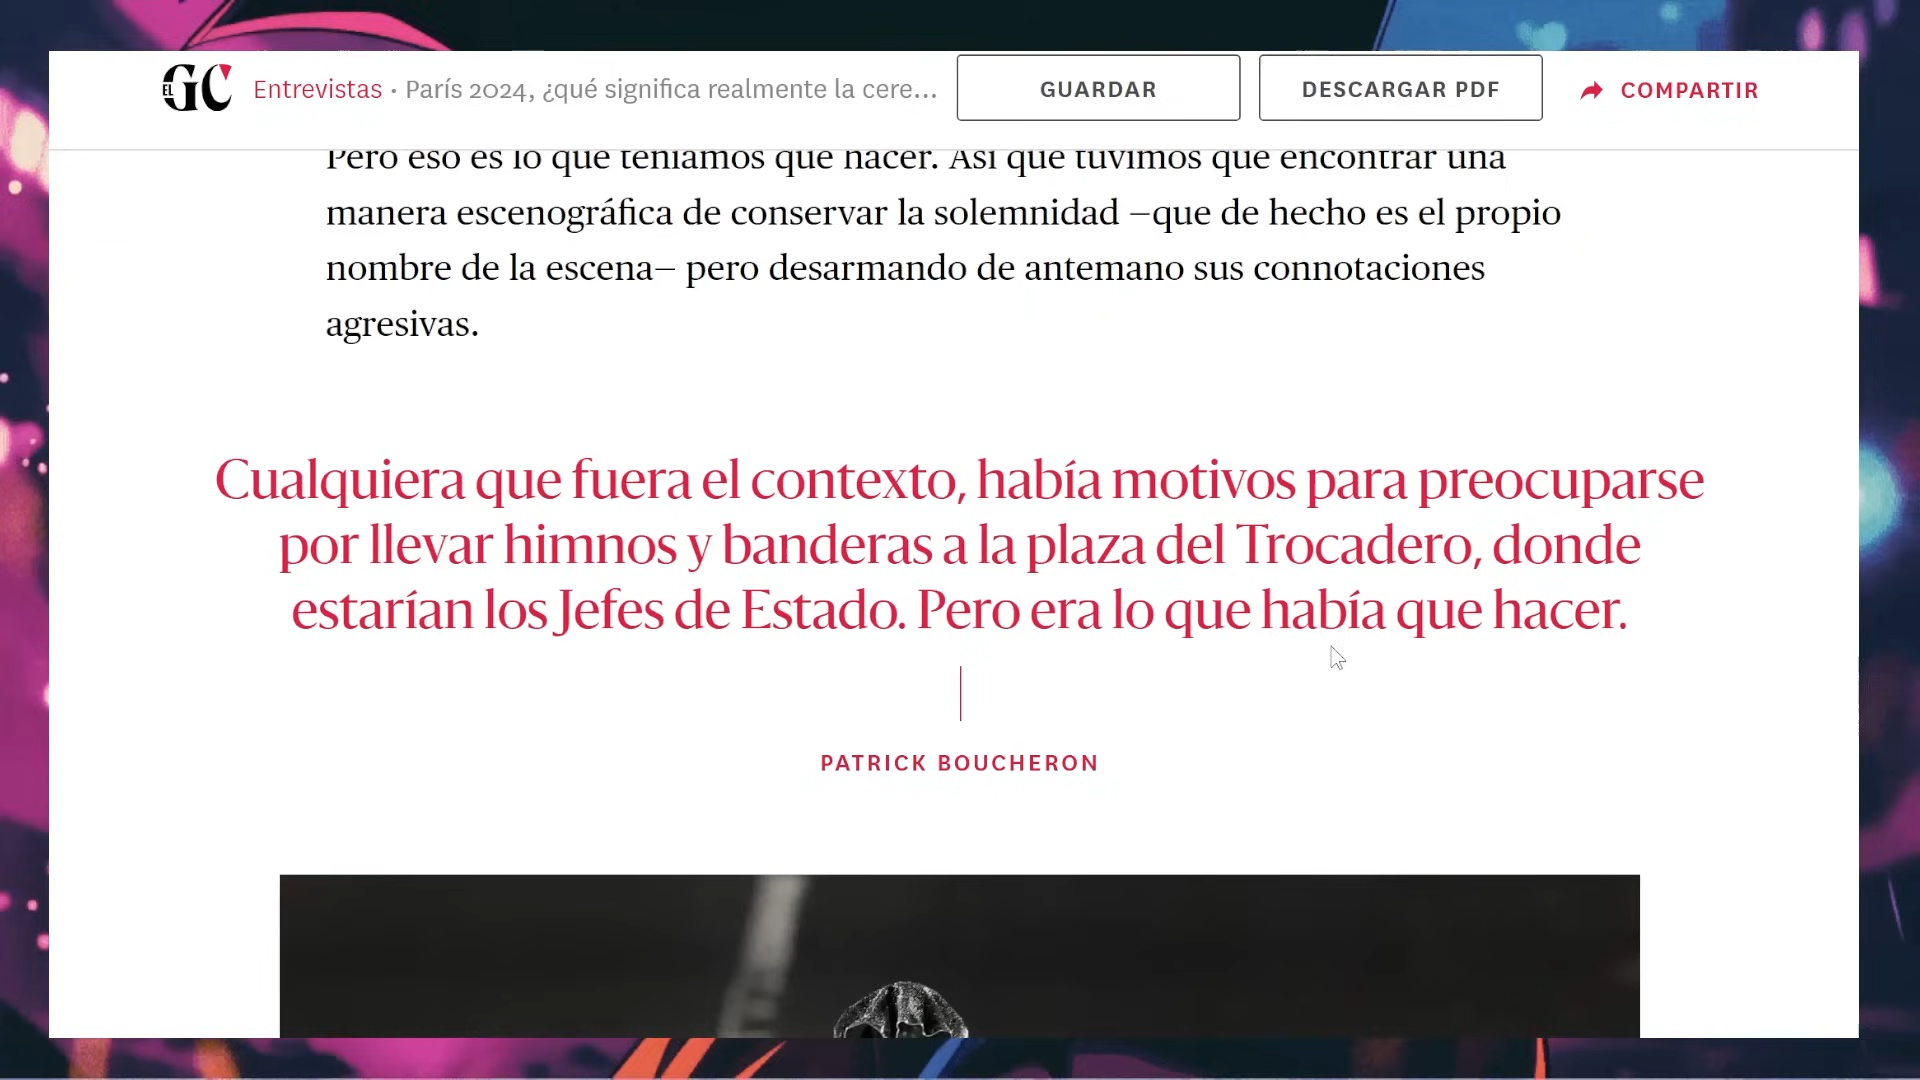 EL GC Entrevistas · París 2024, ¿qué significa realmente la cere... GUARDAR DESCARGAR PDF COMPARTIR
Pero eso es lo que teníamos que hacer. Así que tuvimos que encontrar una
manera escenográfica de conservar la solemnidad –que de hecho es el propio
nombre de la escena– pero desarmando de antemano sus connotaciones
agresivas.
Cualquiera que fuera el contexto, había motivos para preocuparse
por llevar himnos y banderas a la plaza del Trocadero, donde
estarían los Jefes de Estado. Pero era lo que había que hacer.
PATRICK BOUCHERON